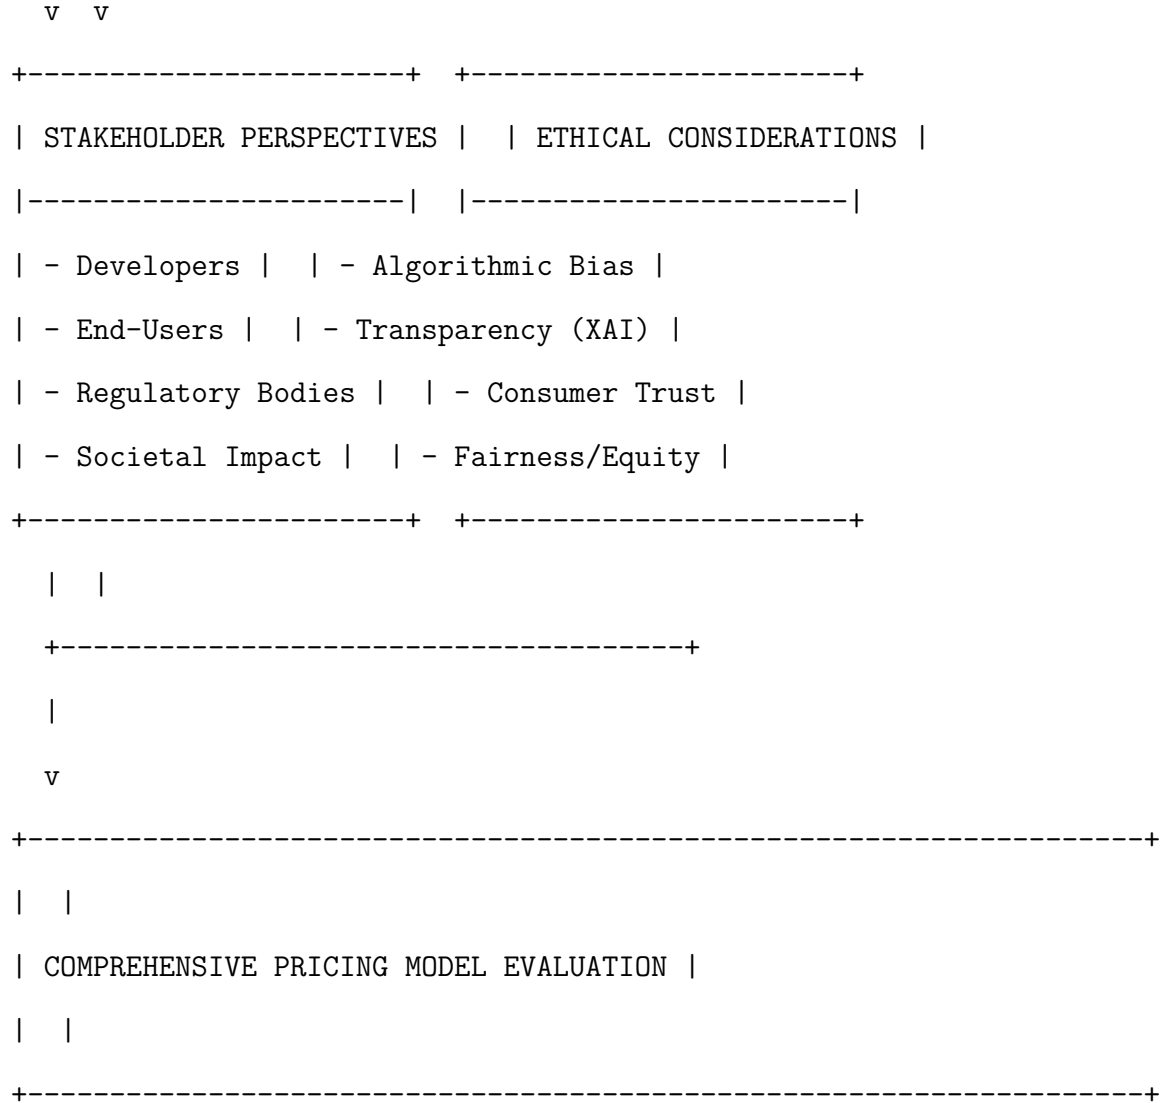 v  v
+-----------------------+  +-----------------------+
| STAKEHOLDER PERSPECTIVES |  | ETHICAL CONSIDERATIONS |
|-----------------------|  |-----------------------|
| - Developers |  | - Algorithmic Bias |
| - End-Users |  | - Transparency (XAI) |
| - Regulatory Bodies |  | - Consumer Trust |
| - Societal Impact |  | - Fairness/Equity |
+-----------------------+  +-----------------------+
|  |
+--------------------------------------+
|
v
+--------------------------------------------------------------------+
|  |
| COMPREHENSIVE PRICING MODEL EVALUATION |
|  |
+--------------------------------------------------------------------+